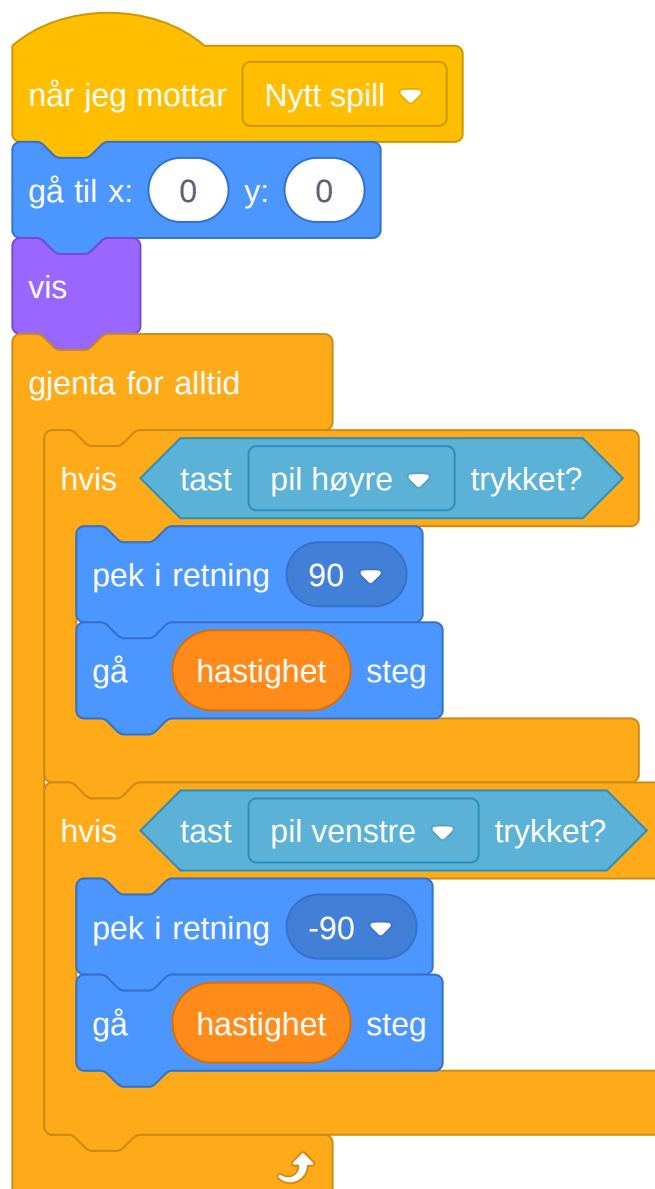 når jeg mottar Nytt spill
gå til x: 0 y: 0
vis
gjenta for alltid
hvis tast pil høyre trykket?
pek i retning 90
gå hastighet steg
hvis tast pil venstre trykket?
pek i retning -90
gå hastighet steg